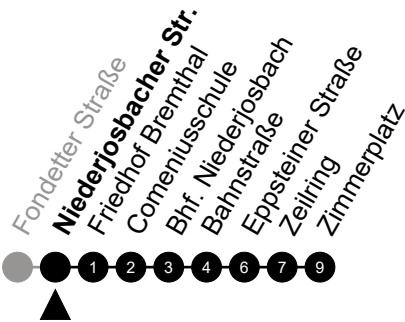 Fondetter Straße
Niederjosbacher Str.
Friedhof Bremthal
Comeniusschule
Bhf. Niederjosbach
Bahnstraße
Eppsteiner Straße
Zeilring
Zimmerplatz
1 2 3 4 6 7 9